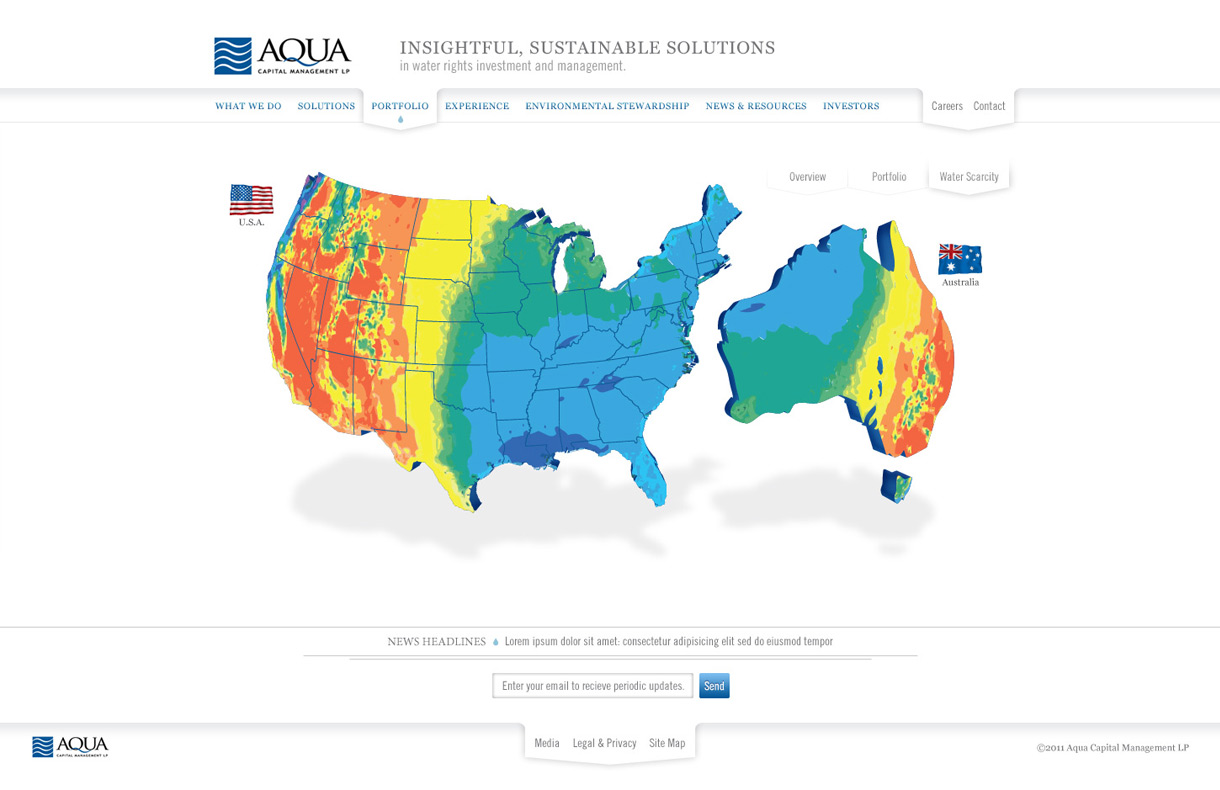 AQUA
CAPITAL MANAGEMENT LP
INSIGHTFUL, SUSTAINABLE SOLUTIONS
in water rights investment and management.
WHAT WE DO
SOLUTIONS
PORTFOLIO
EXPERIENCE
ENVIRONMENTAL STEWARDSHIP
NEWS & RESOURCES
INVESTORS
Careers
Contact
Overview
Portfolio
Water Scarcity
U.S.A.
Australia
NEWS HEADLINES
Lorem ipsum dolor sit amet: consectetur adipisicing elit sed do eiusmod tempor
Enter your email to recieve periodic updates.
Send
AQUA
CAPITAL MANAGEMENT LP
Media
Legal & Privacy
Site Map
©2011 Aqua Capital Management LP